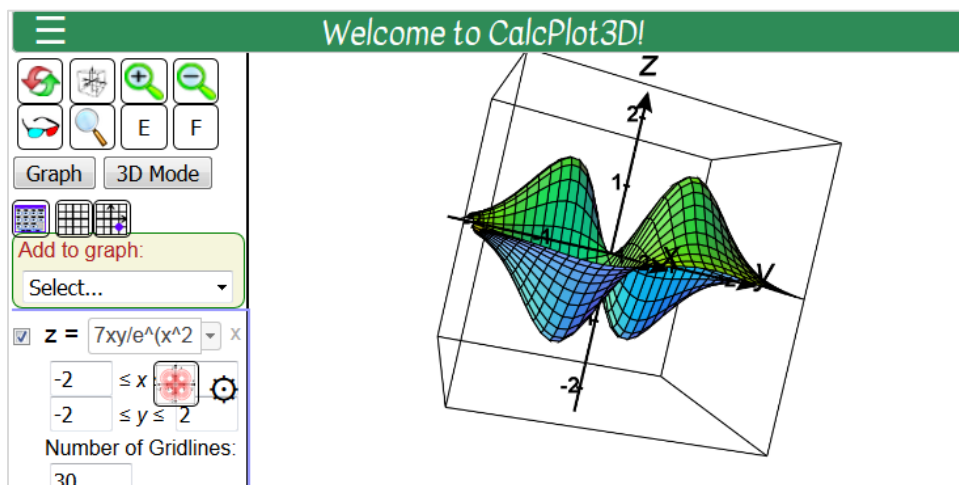 Welcome to CalcPlot3D!
E F
Graph 3D Mode
Add to graph:
Select...
z = 7xy/e^(x^2 x
-2 ≤ x
-2 ≤ y ≤ 2
Number of Gridlines:
30
z
2
1
-1
x
y
-2